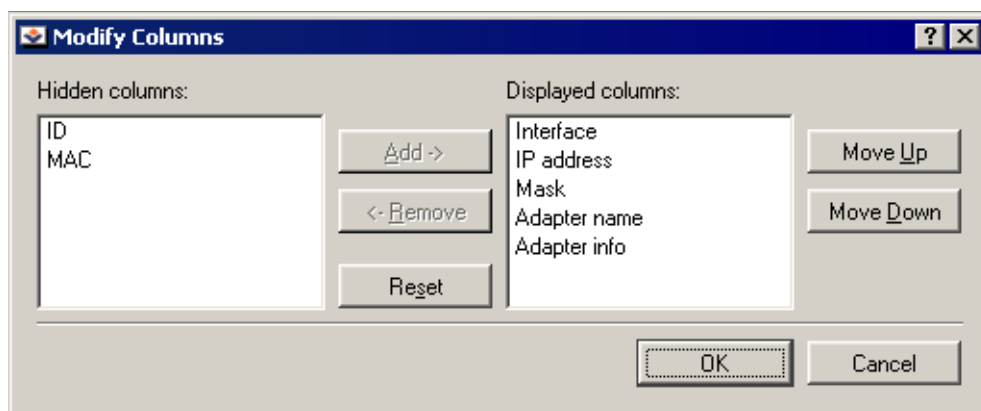 Modify Columns
Hidden columns:
ID
MAC
Add ->
<- Remove
Reset
Displayed columns:
Interface
IP address
Mask
Adapter name
Adapter info
Move Up
Move Down
OK
Cancel